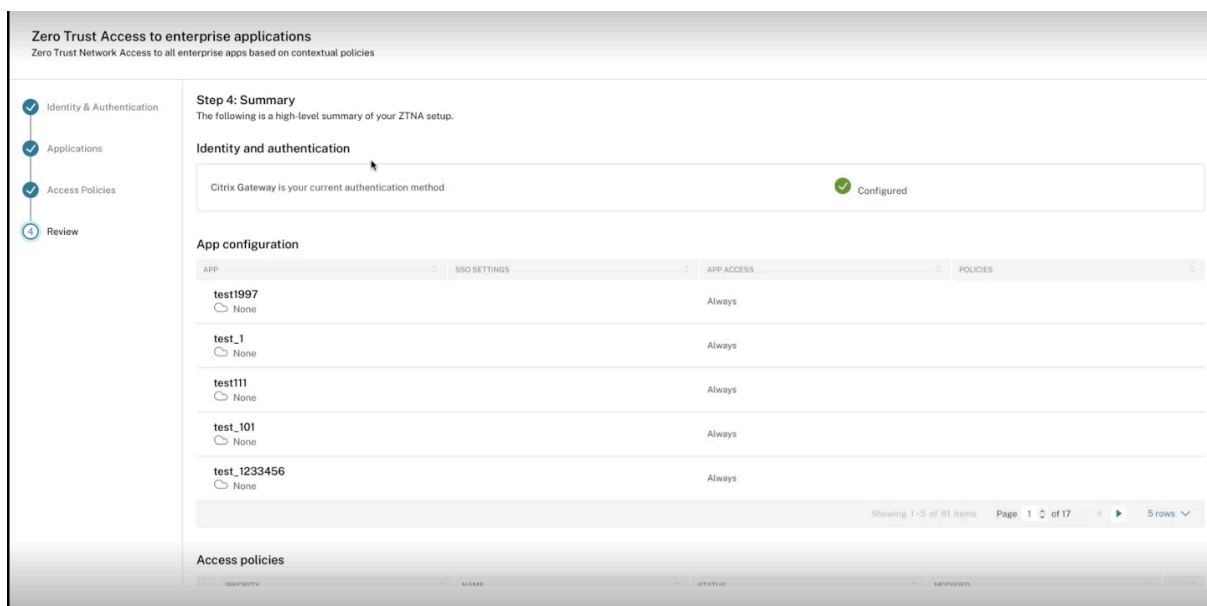 Zero Trust Access to enterprise applications
Zero Trust Network Access to all enterprise apps based on contextual policies
Identity & Authentication
Applications
Access Policies
4 Review
Step 4: Summary
The following is a high-level summary of your ZTNA setup.
Identity and authentication
Citrix Gateway is your current authentication method Configured
App configuration
APP SSO SETTINGS APP ACCESS POLICIES
test1997
None Always
test_1
None Always
test111
None Always
test_101
None Always
test_1233456
None Always
Showing 1-5 of 81 items Page 1 of 17 5 rows
Access policies
PRIORITY NAME STATUS MODIFIED